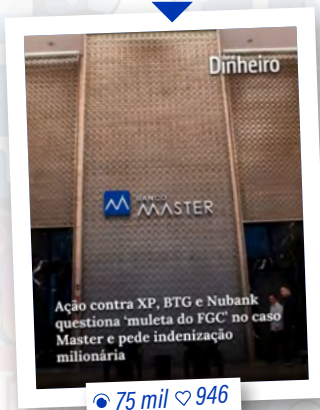 Dinheiro
BANCO
MASTER
Ação contra XP, BTG e Nubank
questiona ‘muleta do FGC’ no caso
Master e pede indenização
milionária
75 mil 946